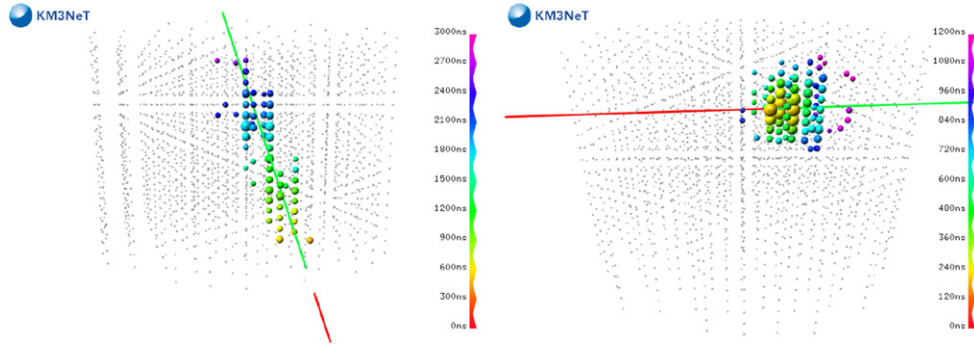 KM3NeT
3000ns
2700ns
2400ns
2100ns
1800ns
1500ns
1200ns
900ns
600ns
300ns
0ns
KM3NeT
1200ns
1080ns
960ns
840ns
720ns
600ns
480ns
360ns
240ns
120ns
0ns